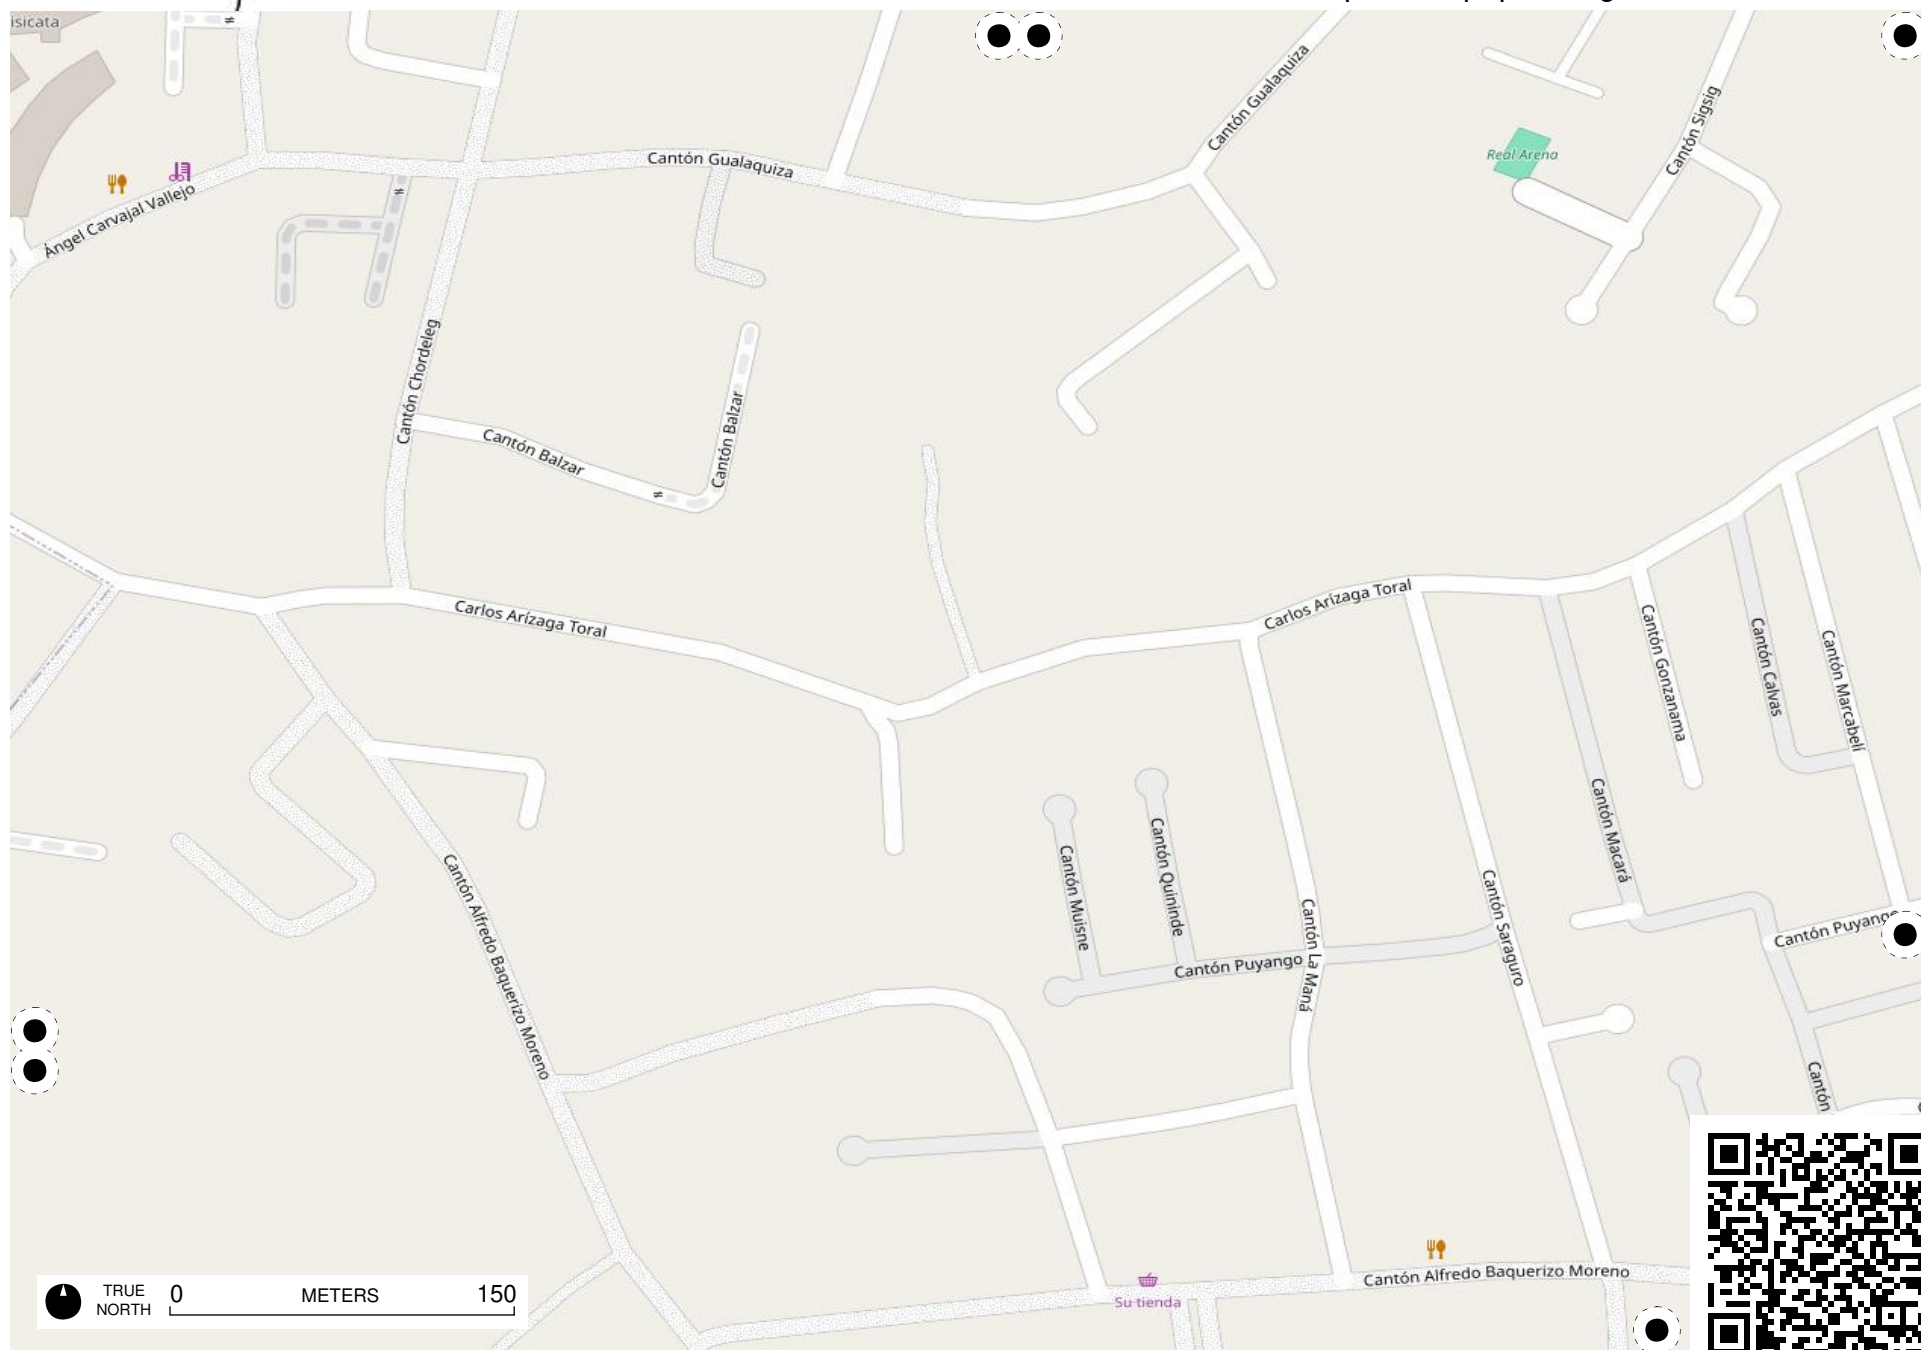 isicata
Cantón Gualaquiza
Cantón Sigsig
Real Arena
Cantón Gualaquiza
Ángel Carvajal Vallejo
Cantón Chordeleg
Cantón Balzar
Cantón Balzar
Carlos Arízaga Toral
Carlos Arízaga Toral
Cantón Gonzanama
Cantón Calvas
Cantón Marcabelí
Cantón Macará
Cantón Alfredo Baquerizo Moreno
Cantón Muisne
Cantón Quininde
Cantón La Maná
Cantón Saraguro
Cantón Puyango
Cantón Puyango
Cantón
Cantón Alfredo Baquerizo Moreno
Su tienda
TRUE
NORTH
0 METERS 150